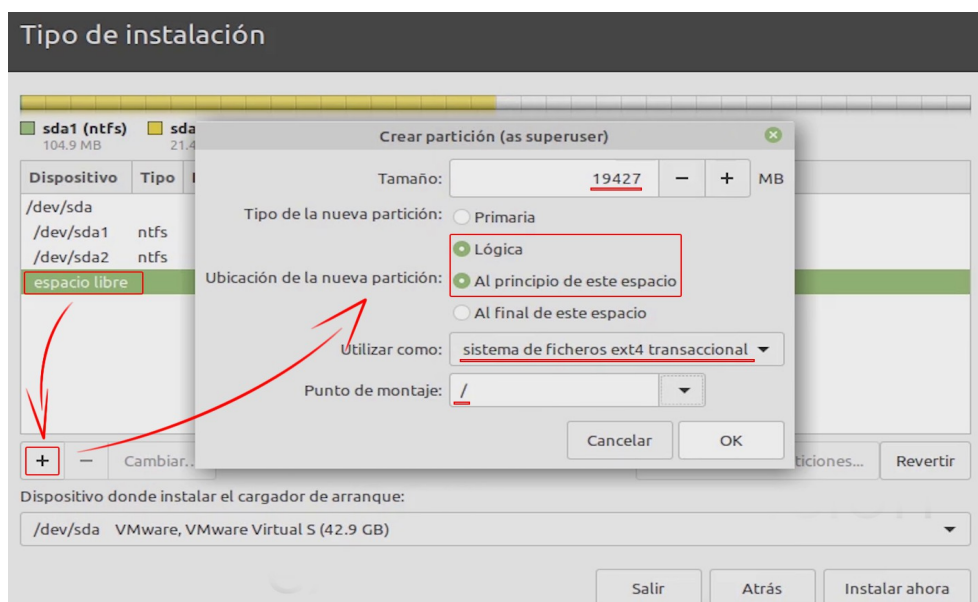 Tipo de instalación
sda1 (ntfs) sda
104.9 MB 21.4
Crear partición (as superuser)
Dispositivo Tipo
Tamaño: 19427 MB
/dev/sda
Tipo de la nueva partición: Primaria
/dev/sda1 ntfs
Lógica
/dev/sda2 ntfs
espacio libre
Ubicación de la nueva partición: Al principio de este espacio
Al final de este espacio
Utilizar como: sistema de ficheros ext4 transaccional
Punto de montaje: /
Cancelar OK
+ − Cambiar... Revertir
Dispositivo donde instalar el cargador de arranque:
/dev/sda VMware, VMware Virtual S (42.9 GB)
Salir Atrás Instalar ahora